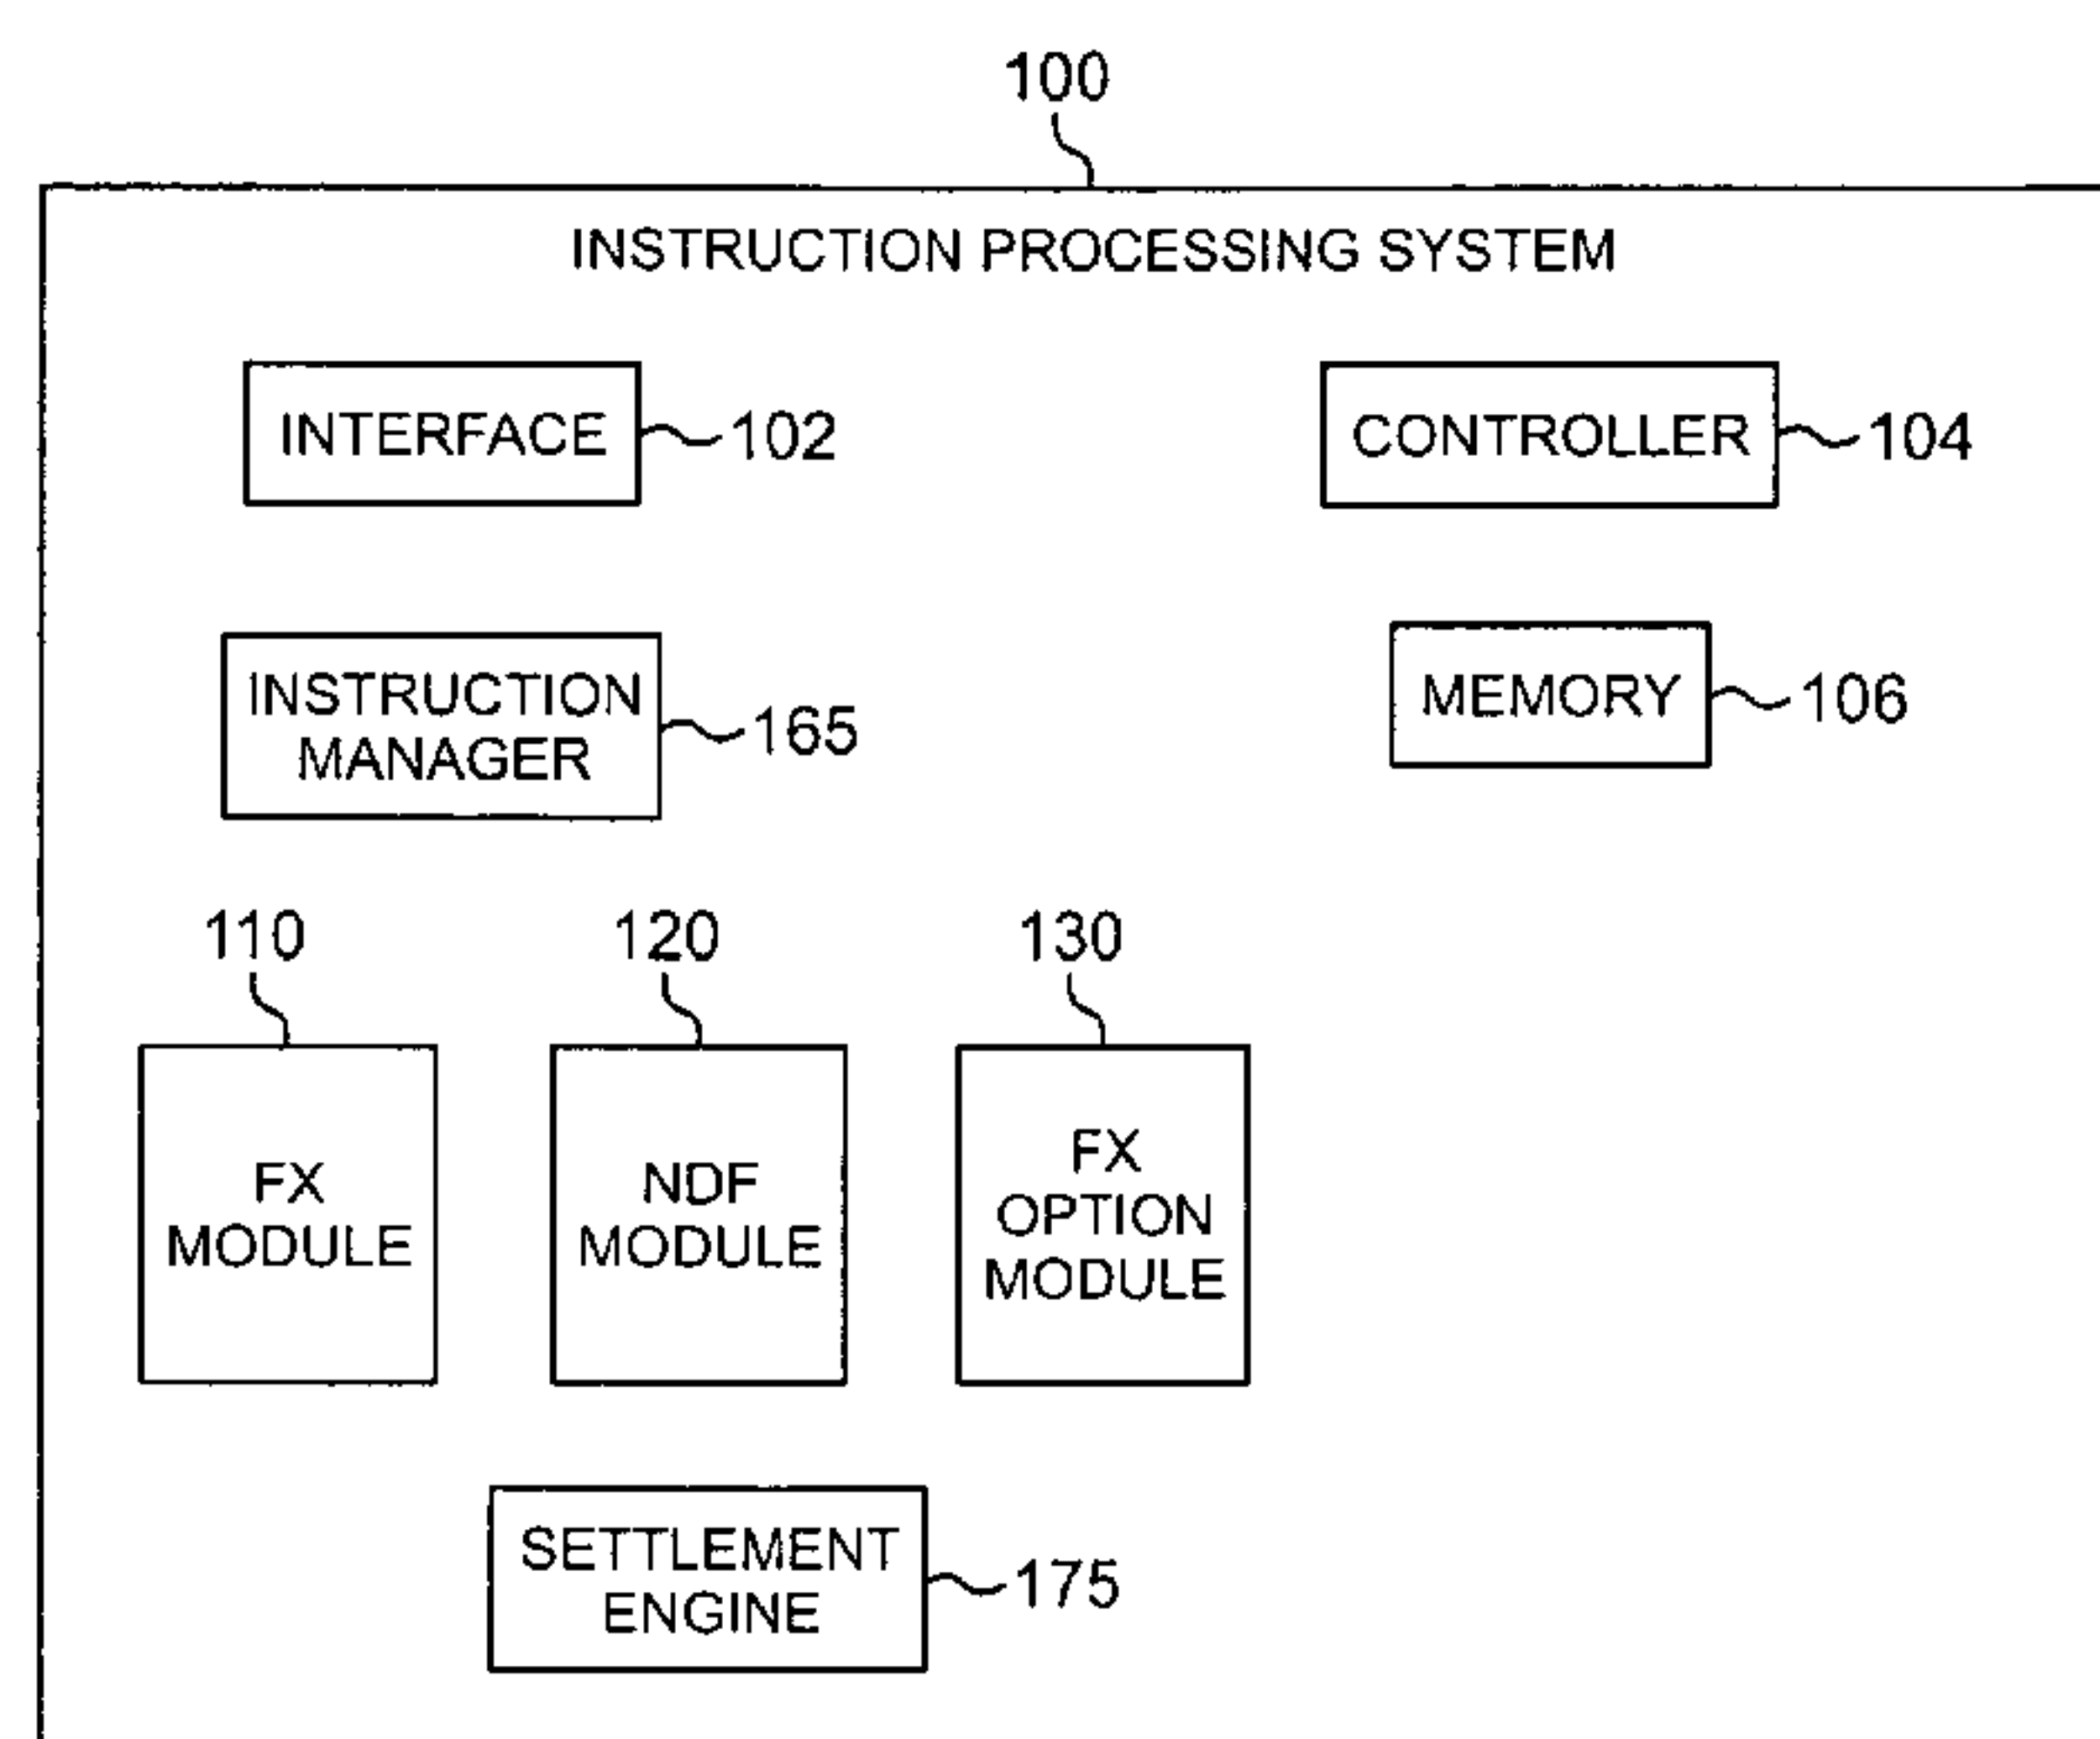 100
INSTRUCTION PROCESSING SYSTEM
INTERFACE
102
CONTROLLER
104
INSTRUCTION
MANAGER
165
MEMORY
106
110
120
130
FX
MODULE
NDF
MODULE
FX
OPTION
MODULE
SETTLEMENT
ENGINE
175